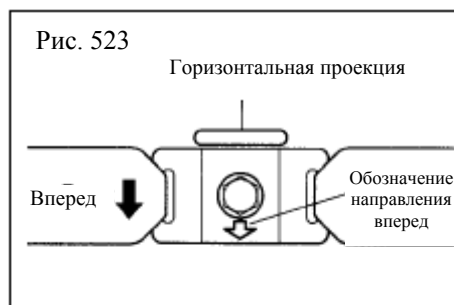 Рис. 523
Горизонтальная проекция
Вперед
Обозначение
направления
вперед